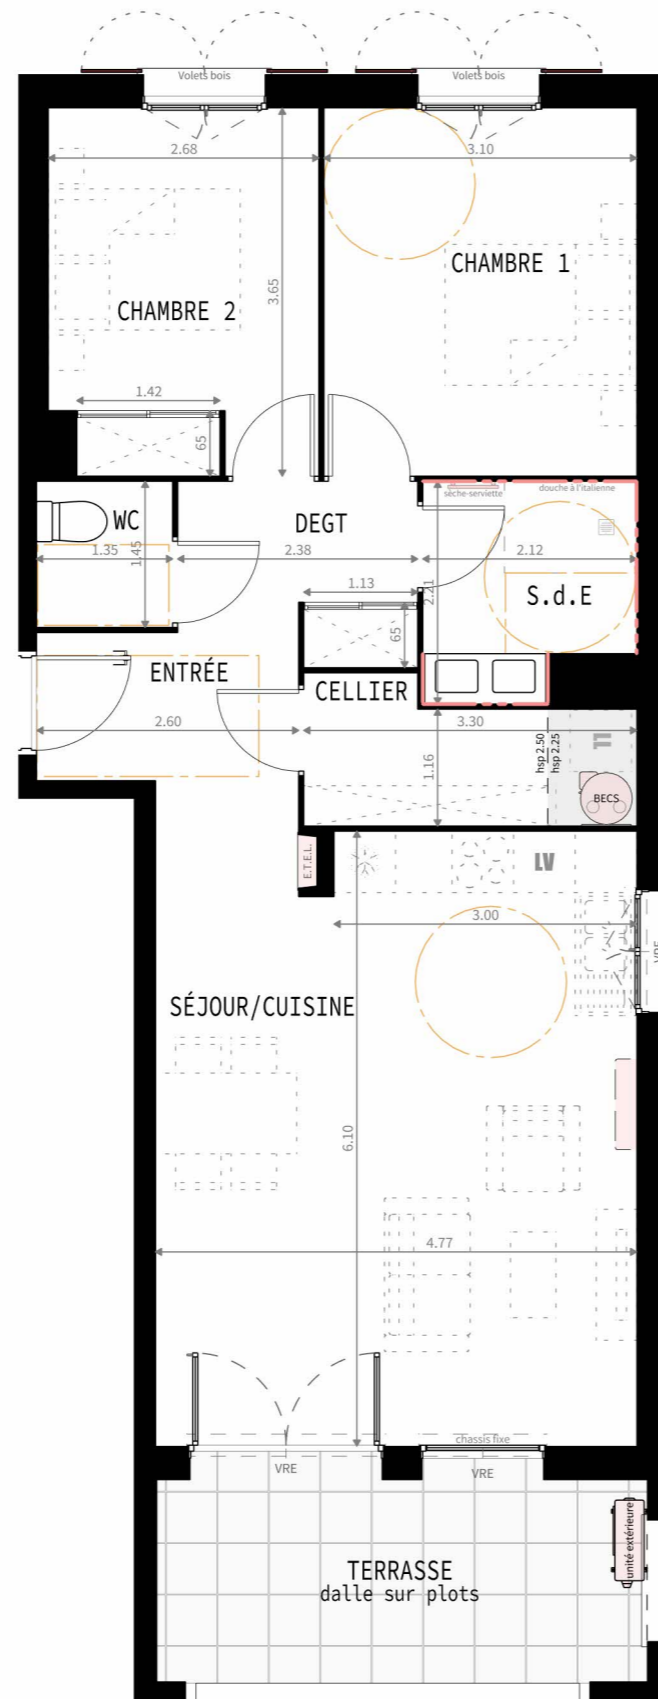 Volets bois
Volets bois
2.68
3.10
CHAMBRE 1
3.65
CHAMBRE 2
1.42
65
sèche-serviette
douche à l'italienne
WC
DEGT
1.35
1.45
2.38
2.12
2.21
1.13
S.d.E
65
ENTRÉE
CELLIER
2.60
3.30
hsp 2.50
hsp 2.25
1.16
BECS
E.T.E.L.
LV
3.00
VRE
SÉJOUR/CUISINE
6.10
4.77
chassis fixe
VRE
VRE
unité extérieure
TERRASSE
dalle sur plots